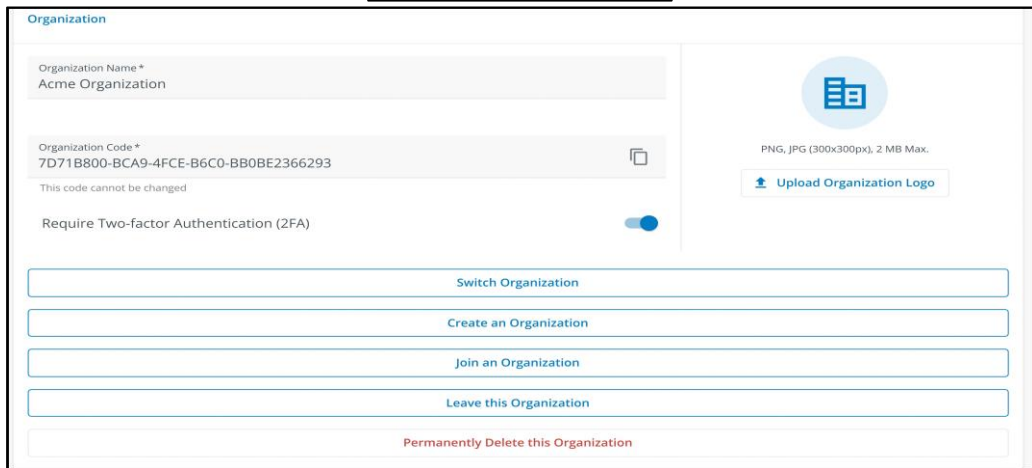 Organization
Organization Name *
Acme Organization
Organization Code *
7D71B800-BCA9-4FCE-B6C0-BB0BE2366293
This code cannot be changed
Require Two-factor Authentication (2FA)
PNG, JPG (300x300px), 2 MB Max.
Upload Organization Logo
Switch Organization
Create an Organization
Join an Organization
Leave this Organization
Permanently Delete this Organization